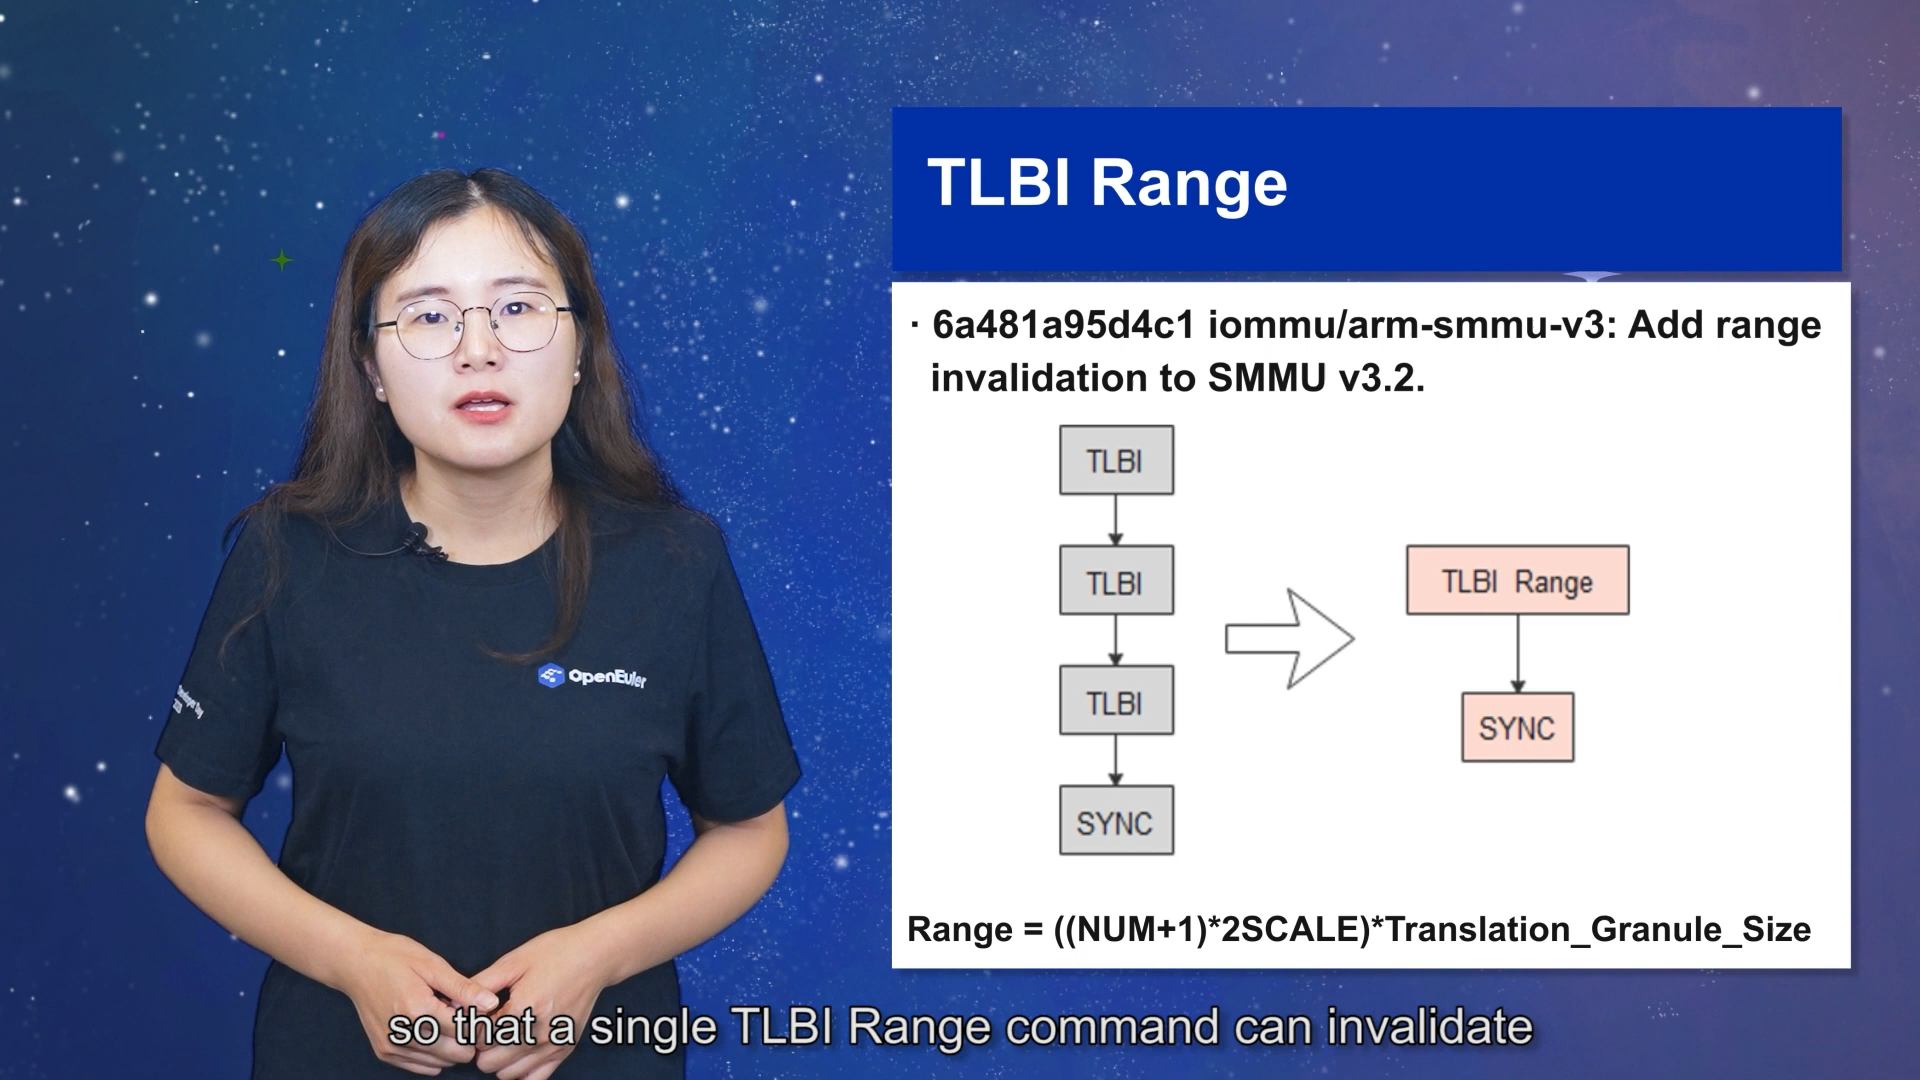 TLBI Range
· 6a481a95d4c1 iommu/arm-smmu-v3: Add range
invalidation to SMMU v3.2.
TLBI
TLBI
TLBI
SYNC
TLBI Range
SYNC
Range = ((NUM+1)*2SCALE)*Translation_Granule_Size
OpenEuler
so that a single TLBI Range command can invalidate